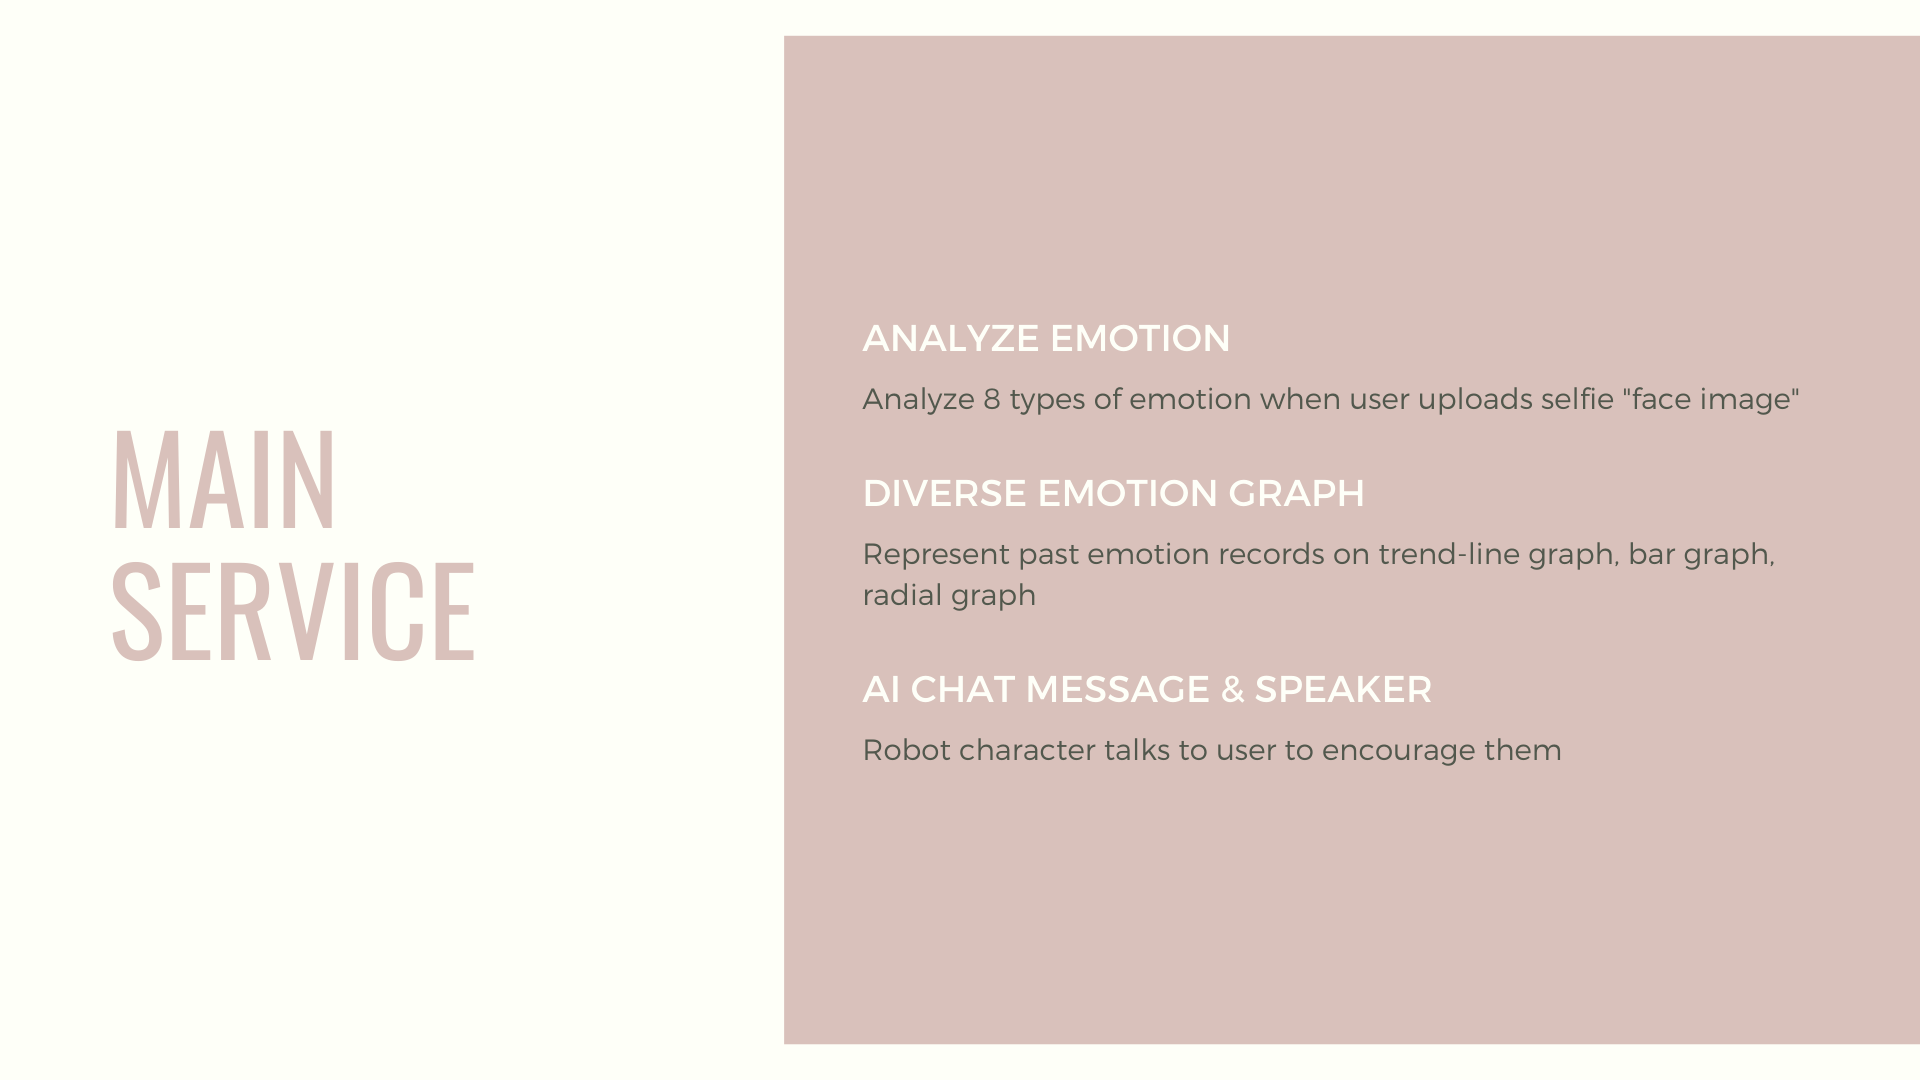 MAIN
SERVICE
ANALYZE EMOTION
Analyze 8 types of emotion when user uploads selfie "face image"
DIVERSE EMOTION GRAPH
Represent past emotion records on trend-line graph, bar graph,
radial graph
AI CHAT MESSAGE & SPEAKER
Robot character talks to user to encourage them